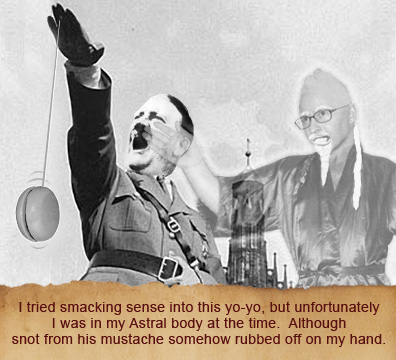 I tried smacking sense into this yo-yo, but unfortunately
I was in my Astral body at the time.  Although
snot from his mustache somehow rubbed off on my hand.